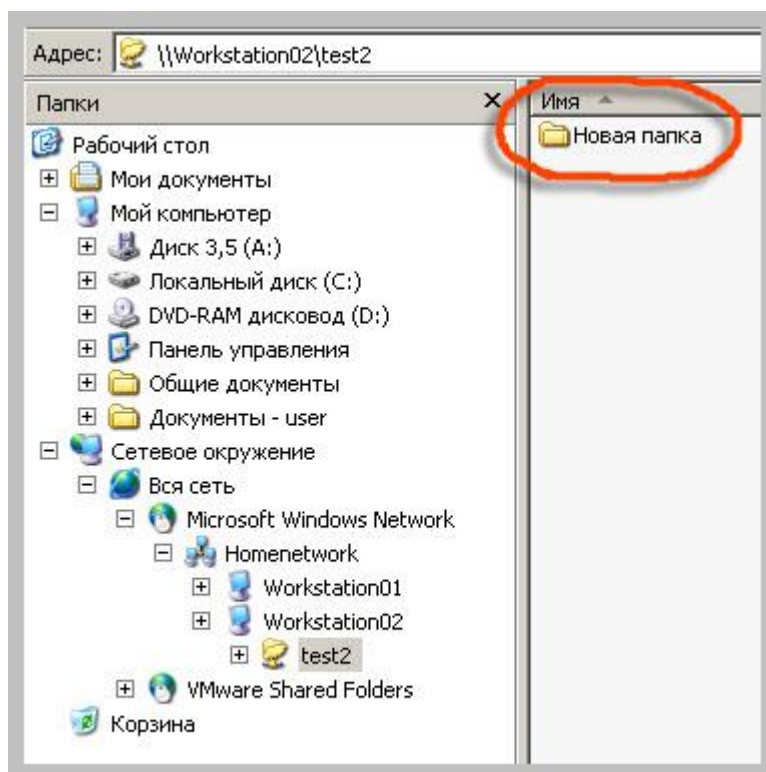 Адрес: \\Workstation02\test2
Папки
Имя
Новая папка
Рабочий стол
Мои документы
Мой компьютер
Диск 3,5 (A:)
Локальный диск (C:)
DVD-RAM дисковод (D:)
Панель управления
Общие документы
Документы - user
Сетевое окружение
Вся сеть
Microsoft Windows Network
Homenetwork
Workstation01
Workstation02
test2
VMware Shared Folders
Корзина